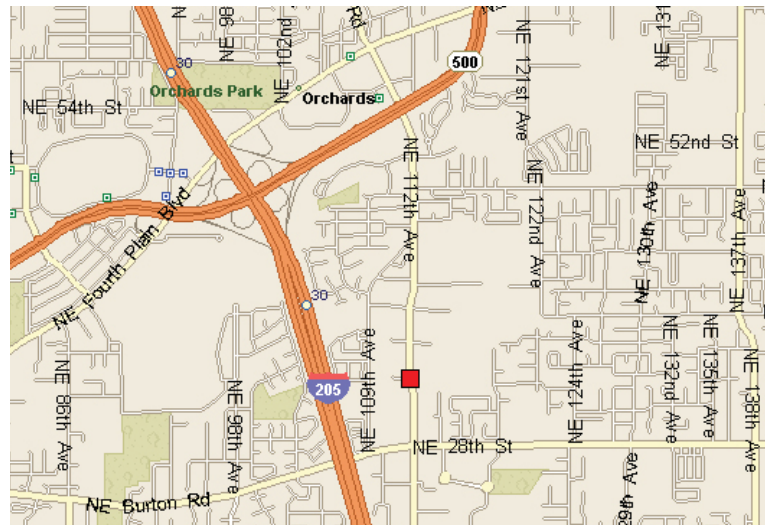 NE 98
NE 102nd
Rd
N
NE 121st Ave
NE 131
30
500
Orchards Park
Orchards
NE 54th St
NE 52nd St
t
NE 112th Ave
NE 122nd Ave
NE 130th Ave
NE 137th Ave
NE Fourth Plain Blvd
30
NE 109th Ave
NE 124th Ave
NE 132nd Ave
NE 135th Ave
NE 138th Ave
NE 86th Ave
NE 98th Ave
205
NE 28th St
29th Ave
NE Burton Rd